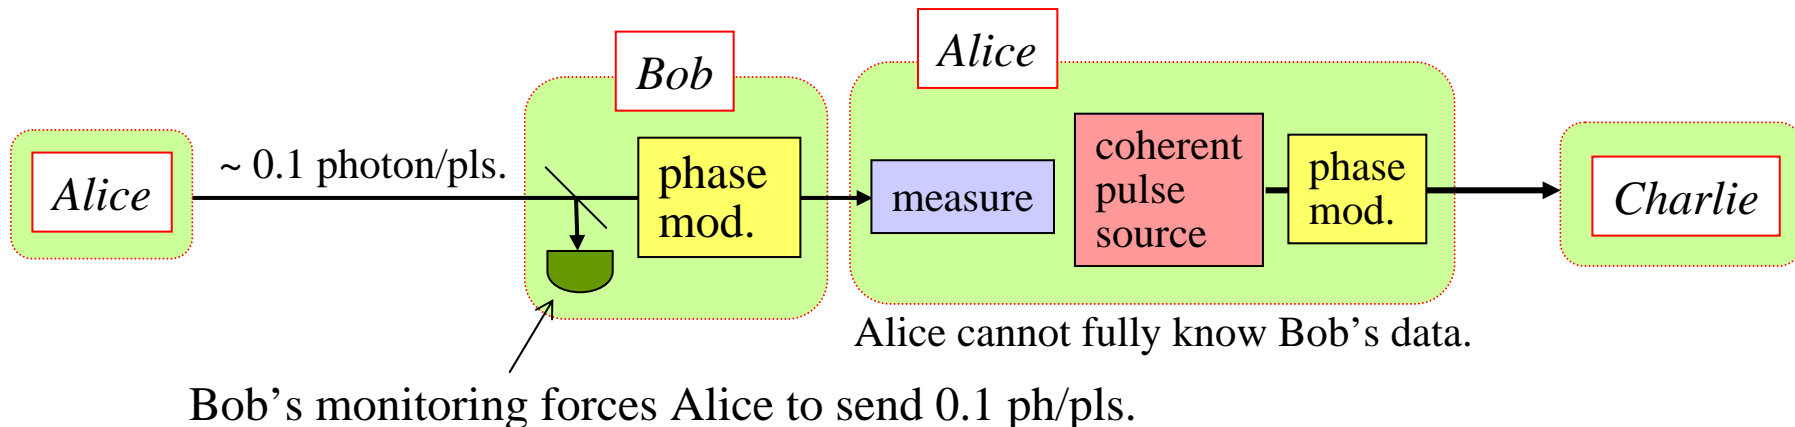 Alice
~ 0.1 photon/pls.
Bob
phase
mod.
Alice
measure
coherent
pulse
source
phase
mod.
Charlie
Alice cannot fully know Bob’s data.
Bob’s monitoring forces Alice to send 0.1 ph/pls.